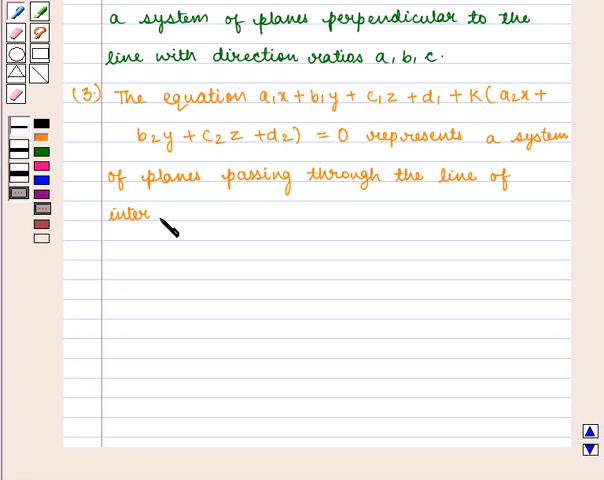 a system of planes perpendicular to the
line with direction ratios a, b, c.
(3.) The equation a₁x + b₁y + c₁z + d₁ + K(a₂x +
b₂y + c₂z + d₂) = 0 represents a system
of planes passing through the line of
inter